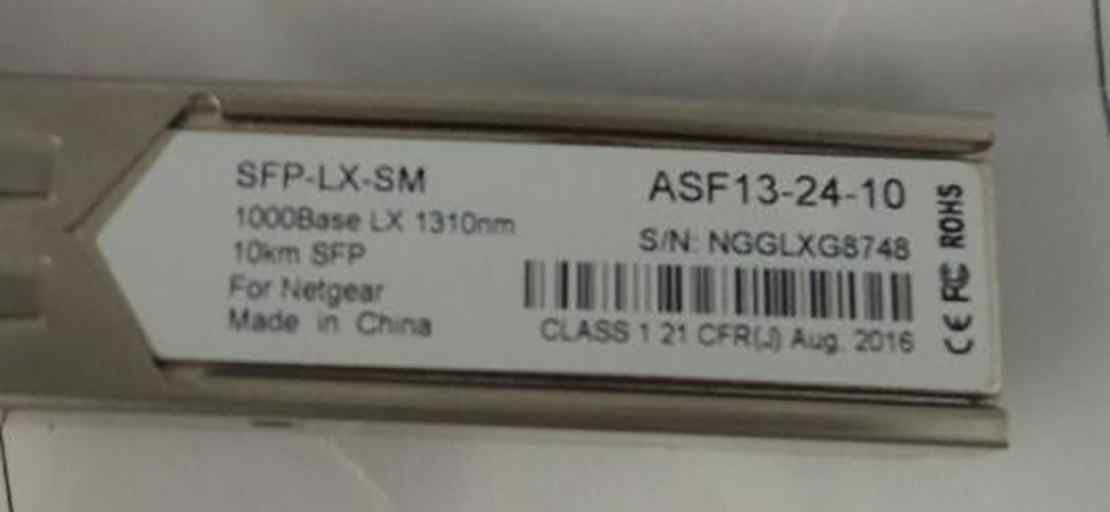 SFP-LX-SM
1000Base LX 1310nm
10km SFP
For Netgear
Made in China
ASF13-24-10
S/N: NGGLXG8748
CLASS 1 21 CFR(J) Aug. 2016
CE FC ROHS